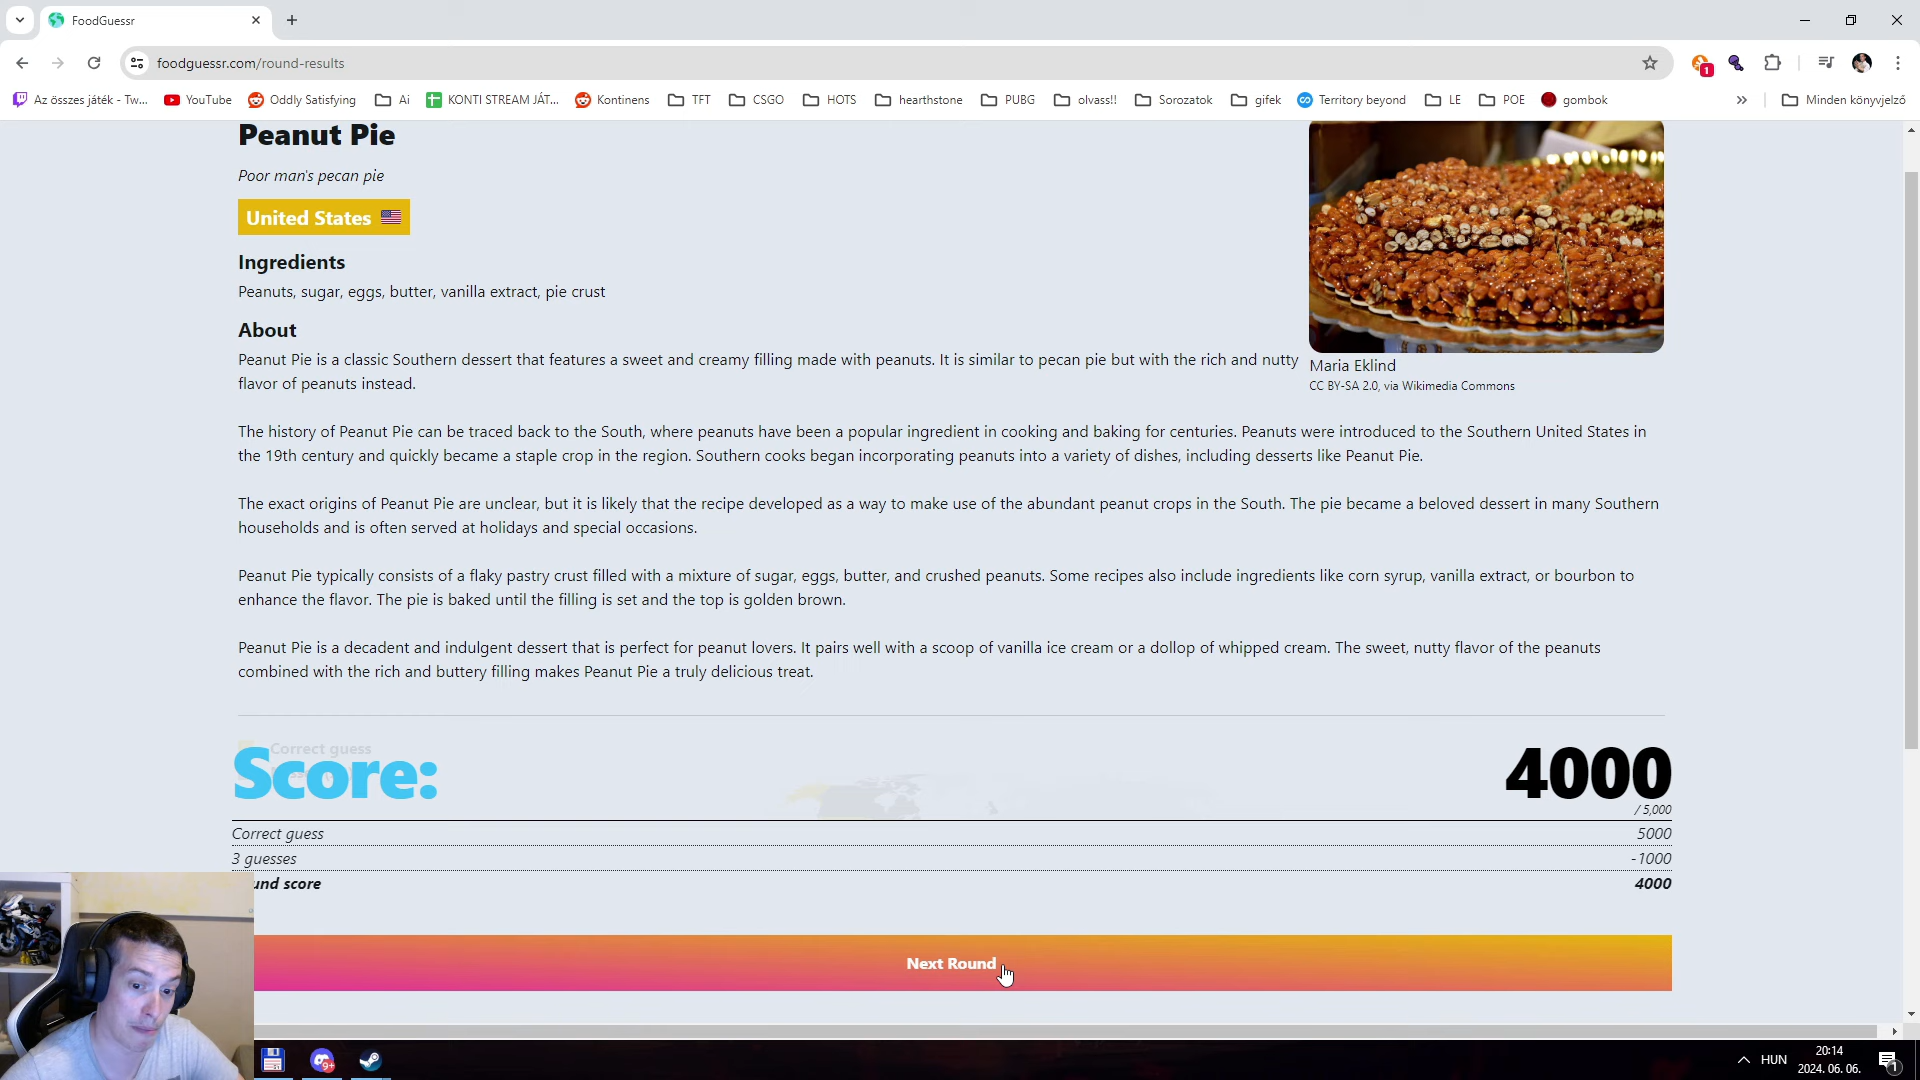 FoodGuessr
foodguessr.com/round-results
1
Az összes játék - Tw...
YouTube
Oddly Satisfying
Ai
KONTI STREAM JÁT...
Kontinens
TFT
CSGO
HOTS
hearthstone
PUBG
olvass!!
Sorozatok
gifek
Territory beyond
LE
POE
gombok
»
Minden könyvjelző
Peanut Pie
Poor man's pecan pie
United States
Ingredients
Peanuts, sugar, eggs, butter, vanilla extract, pie crust
About
Peanut Pie is a classic Southern dessert that features a sweet and creamy filling made with peanuts. It is similar to pecan pie but with the rich and nutty
flavor of peanuts instead.
Maria Eklind
CC BY-SA 2.0, via Wikimedia Commons
The history of Peanut Pie can be traced back to the South, where peanuts have been a popular ingredient in cooking and baking for centuries. Peanuts were introduced to the Southern United States in
the 19th century and quickly became a staple crop in the region. Southern cooks began incorporating peanuts into a variety of dishes, including desserts like Peanut Pie.
The exact origins of Peanut Pie are unclear, but it is likely that the recipe developed as a way to make use of the abundant peanut crops in the South. The pie became a beloved dessert in many Southern
households and is often served at holidays and special occasions.
Peanut Pie typically consists of a flaky pastry crust filled with a mixture of sugar, eggs, butter, and crushed peanuts. Some recipes also include ingredients like corn syrup, vanilla extract, or bourbon to
enhance the flavor. The pie is baked until the filling is set and the top is golden brown.
Peanut Pie is a decadent and indulgent dessert that is perfect for peanut lovers. It pairs well with a scoop of vanilla ice cream or a dollop of whipped cream. The sweet, nutty flavor of the peanuts
combined with the rich and buttery filling makes Peanut Pie a truly delicious treat.
Correct guess
Score: 4000
/ 5,000
Correct guess 5000
3 guesses -1000
und score 4000
Next Round
9+
HUN
20:14
2024. 06. 06.
1